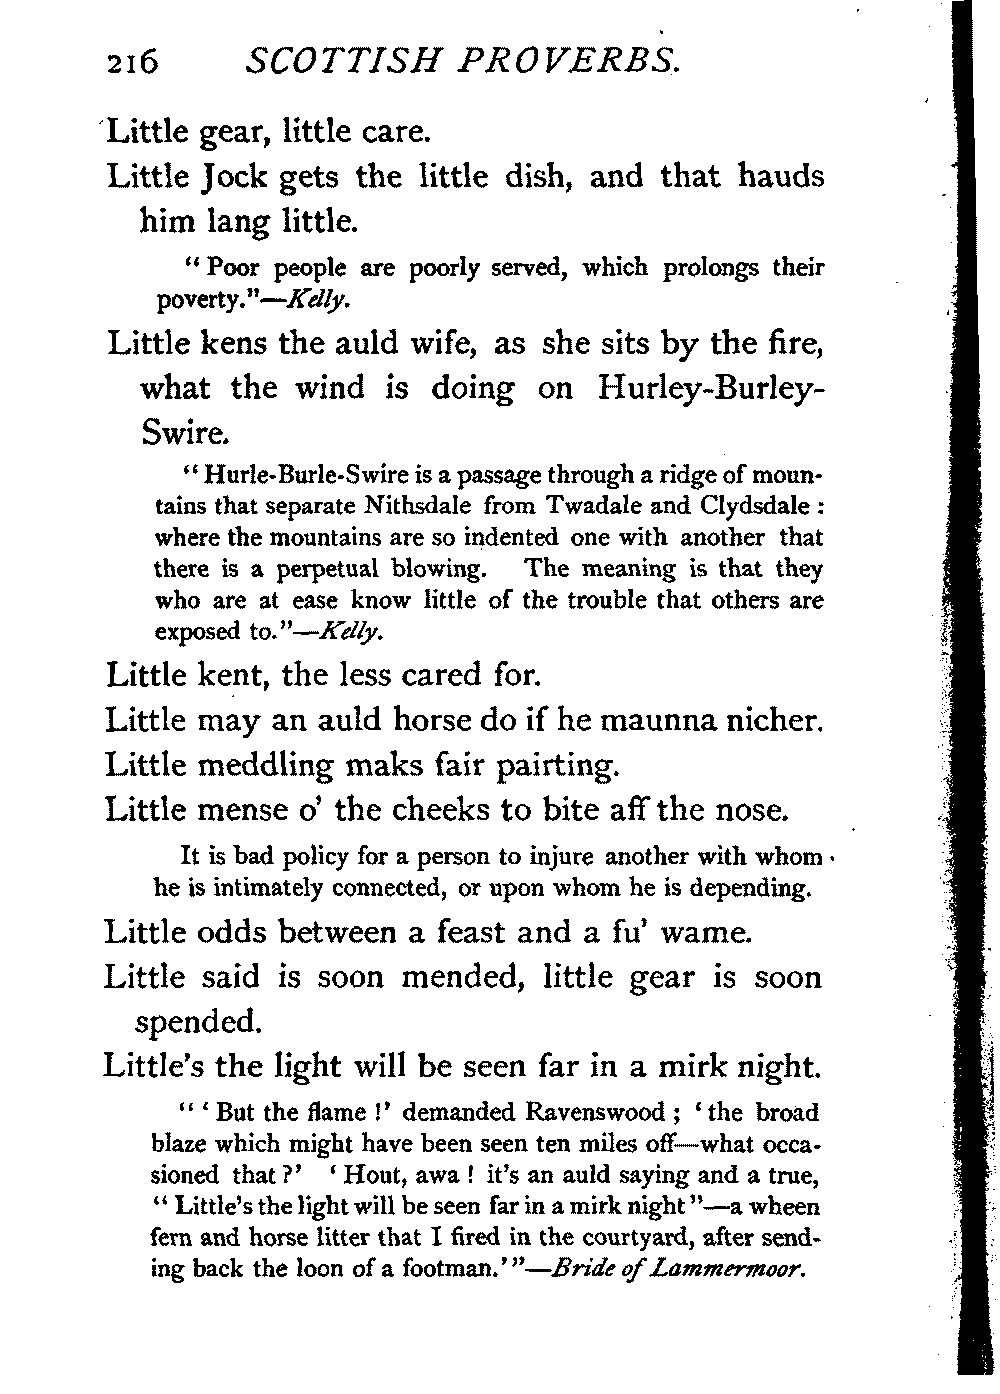 216 SCOTTISH PROVERBS.
Little gear, little care.
Little Jock gets the little dish, and that hauds
him lang little.
“ Poor people are poorly served, which prolongs their
poverty.”—Kelly.
Little kens the auld wife, as she sits by the fire,
what the wind is doing on Hurley-Burley-
Swire.
“ Hurle-Burle-Swire is a passage through a ridge of moun-
tains that separate Nithsdale from Twadale and Clydsdale :
where the mountains are so indented one with another that
there is a perpetual blowing. The meaning is that they
who are at ease know little of the trouble that others are
exposed to.”—Kelly.
Little kent, the less cared for.
Little may an auld horse do if he maunna nicher.
Little meddling maks fair pairting.
Little mense o’ the cheeks to bite aff the nose.
It is bad policy for a person to injure another with whom
he is intimately connected, or upon whom he is depending.
Little odds between a feast and a fu’ wame.
Little said is soon mended, little gear is soon
spended.
Little’s the light will be seen far in a mirk night.
“ ‘ But the flame !’ demanded Ravenswood ; ‘ the broad
blaze which might have been seen ten miles off—what occa-
sioned that ?’ ‘ Hout, awa ! it’s an auld saying and a true,
“ Little’s the light will be seen far in a mirk night ”—a wheen
fern and horse litter that I fired in the courtyard, after send-
ing back the loon of a footman.’ ”—Bride of Lammermoor.